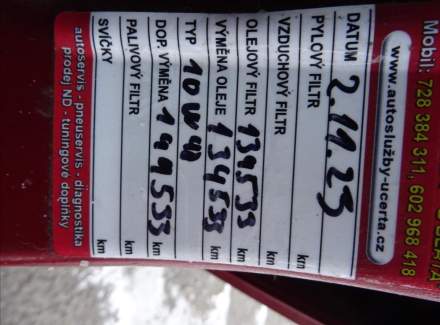 Mobil: 728 384 311, 602 968 418
www.autoslužby-ucerta.cz
DATUM 2.11.23
PYLOVÝ FILTR km
VZDUCHOVÝ FILTR km
OLEJOVÝ FILTR 134533 km
VÝMĚNA OLEJE 134533 km
TYP 10W40
DOP. VÝMĚNA 149533 km
PALIVOVÝ FILTR km
SVÍČKY km
autoservis - pneuservis - diagnostika
prodej ND - tuningové doplňky